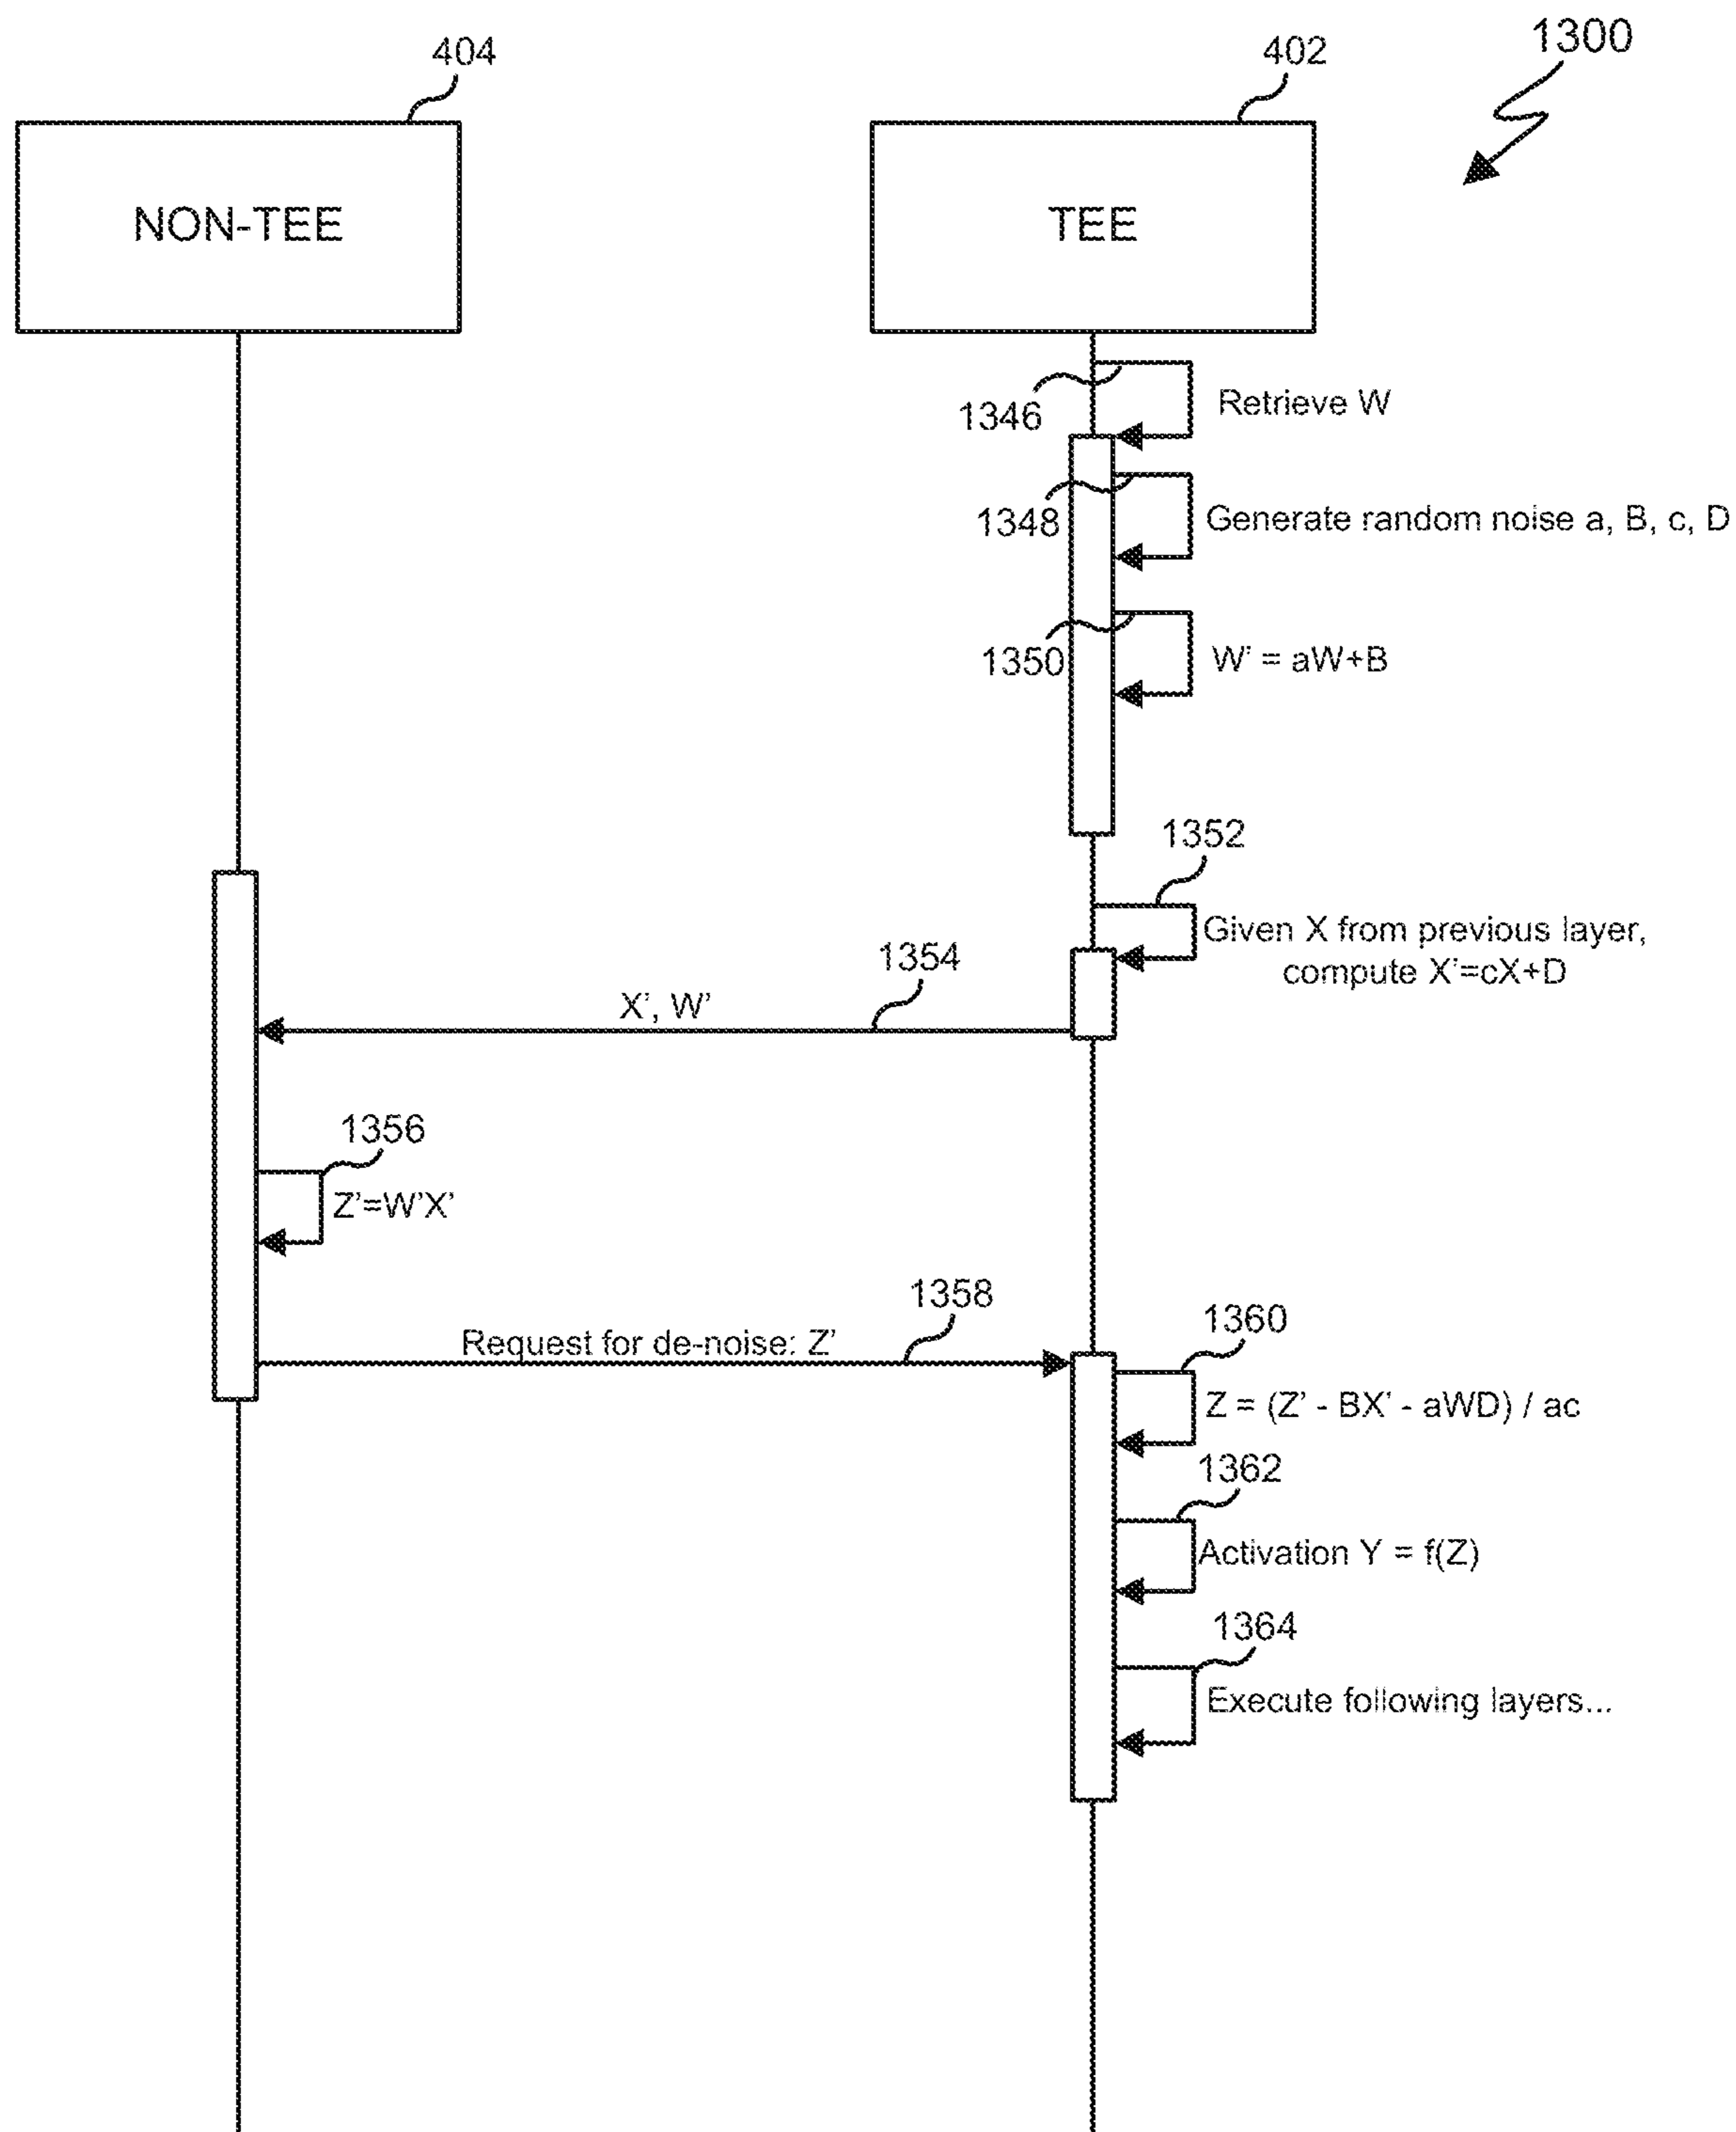 1300
404
402
NON-TEE
TEE
1346
Retrieve W
1348
Generate random noise a, B, c, D
1350
W' = aW+B
1352
Given X from previous layer,
compute X'=cX+D
1354
X', W'
1356
Z'=W'X'
1358
Request for de-noise: Z'
1360
Z = (Z' - BX' - aWD) / ac
1362
Activation Y = f(Z)
1364
Execute following layers...